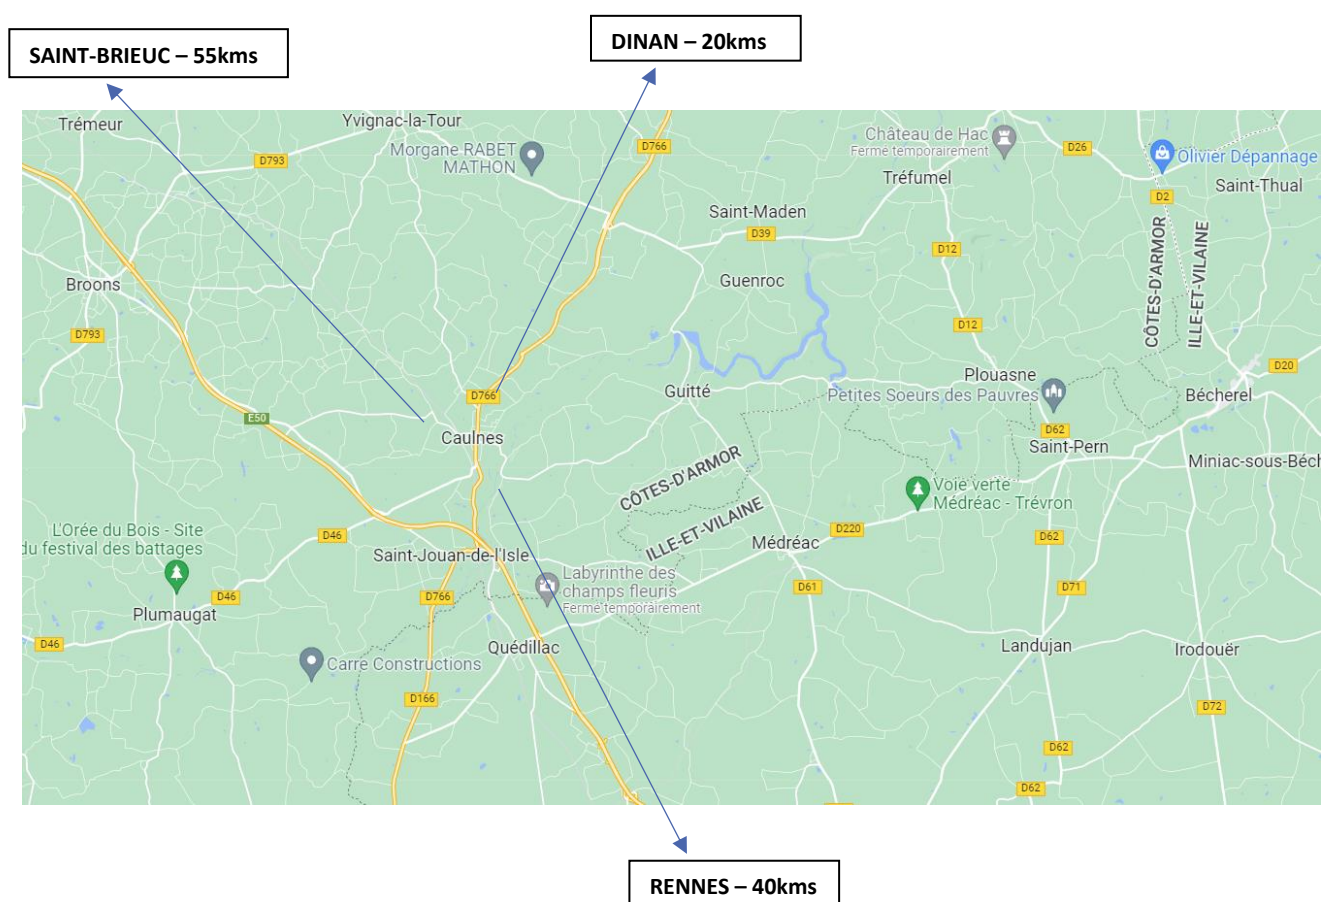 DINAN – 20kms
SAINT-BRIEUC – 55kms
Trémeur
Yvignac-la-Tour
Morgane RABET
MATHON
D793
D766
Château de Hac
Fermé temporairement
D26
Olivier Dépannage
Tréfumel
Saint-Thual
D2
Saint-Maden
D39
D12
CÔTES-D'ARMOR
ILLE-ET-VILAINE
Broons
Guenroc
D793
D12
D20
Plouasne
Petites Soeurs des Pauvres
Guitté
D766
Bécherel
E50
Caulnes
D62
Saint-Pern
Miniac-sous-Béch
CÔTES-D'ARMOR
ILLE-ET-VILAINE
Voie verte
Médréac - Trévron
L'Orée du Bois - Site
du festival des battages
D46
D220
D62
Médréac
Saint-Jouan-de-l'Isle
Labyrinthe des
champs fleuris
Fermé temporairement
D46
D766
D61
D71
Plumaugat
D46
Quédillac
Landujan
Irodouër
Carre Constructions
D166
D72
D62
D62
RENNES – 40kms